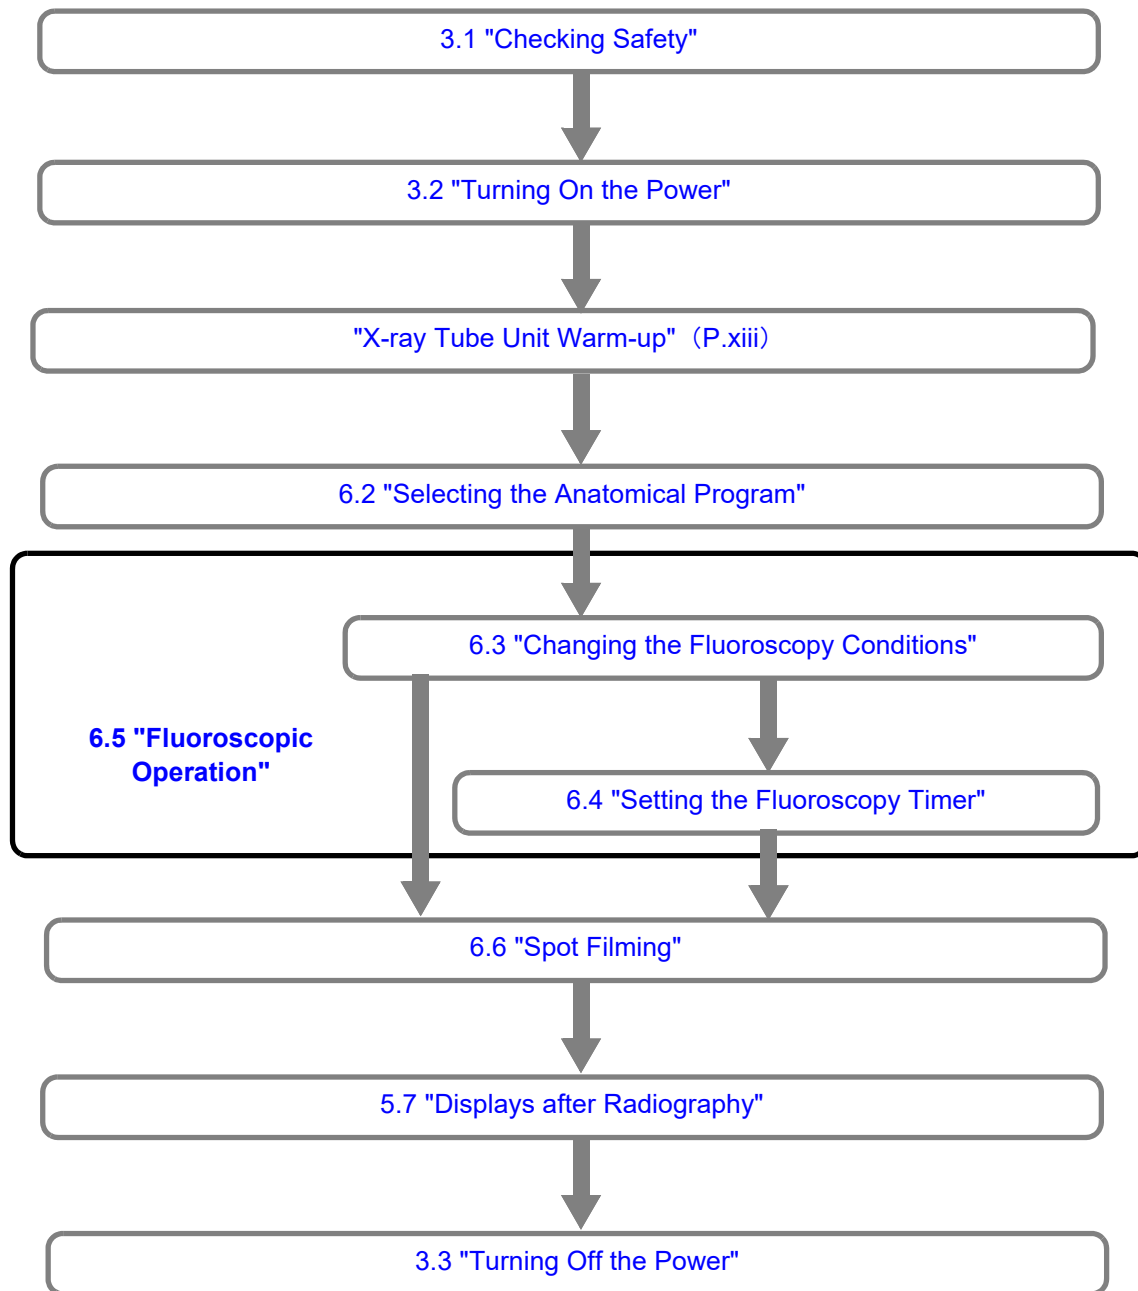 3.1 "Checking Safety"
3.2 "Turning On the Power"
"X-ray Tube Unit Warm-up"（P.xiii）
6.2 "Selecting the Anatomical Program"
6.3 "Changing the Fluoroscopy Conditions"
6.5 "Fluoroscopic
Operation"
6.4 "Setting the Fluoroscopy Timer"
6.6 "Spot Filming"
5.7 "Displays after Radiography"
3.3 "Turning Off the Power"